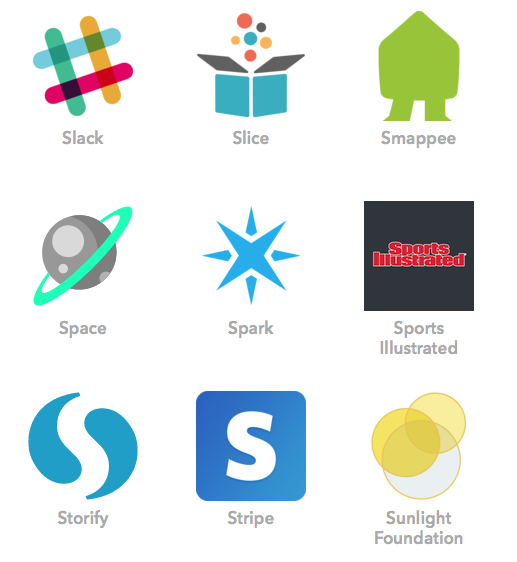 Slack
Slice
Smappee
Space
Spark
Sports Illustrated
Sports
Illustrated
Storify
S
Stripe
Sunlight
Foundation